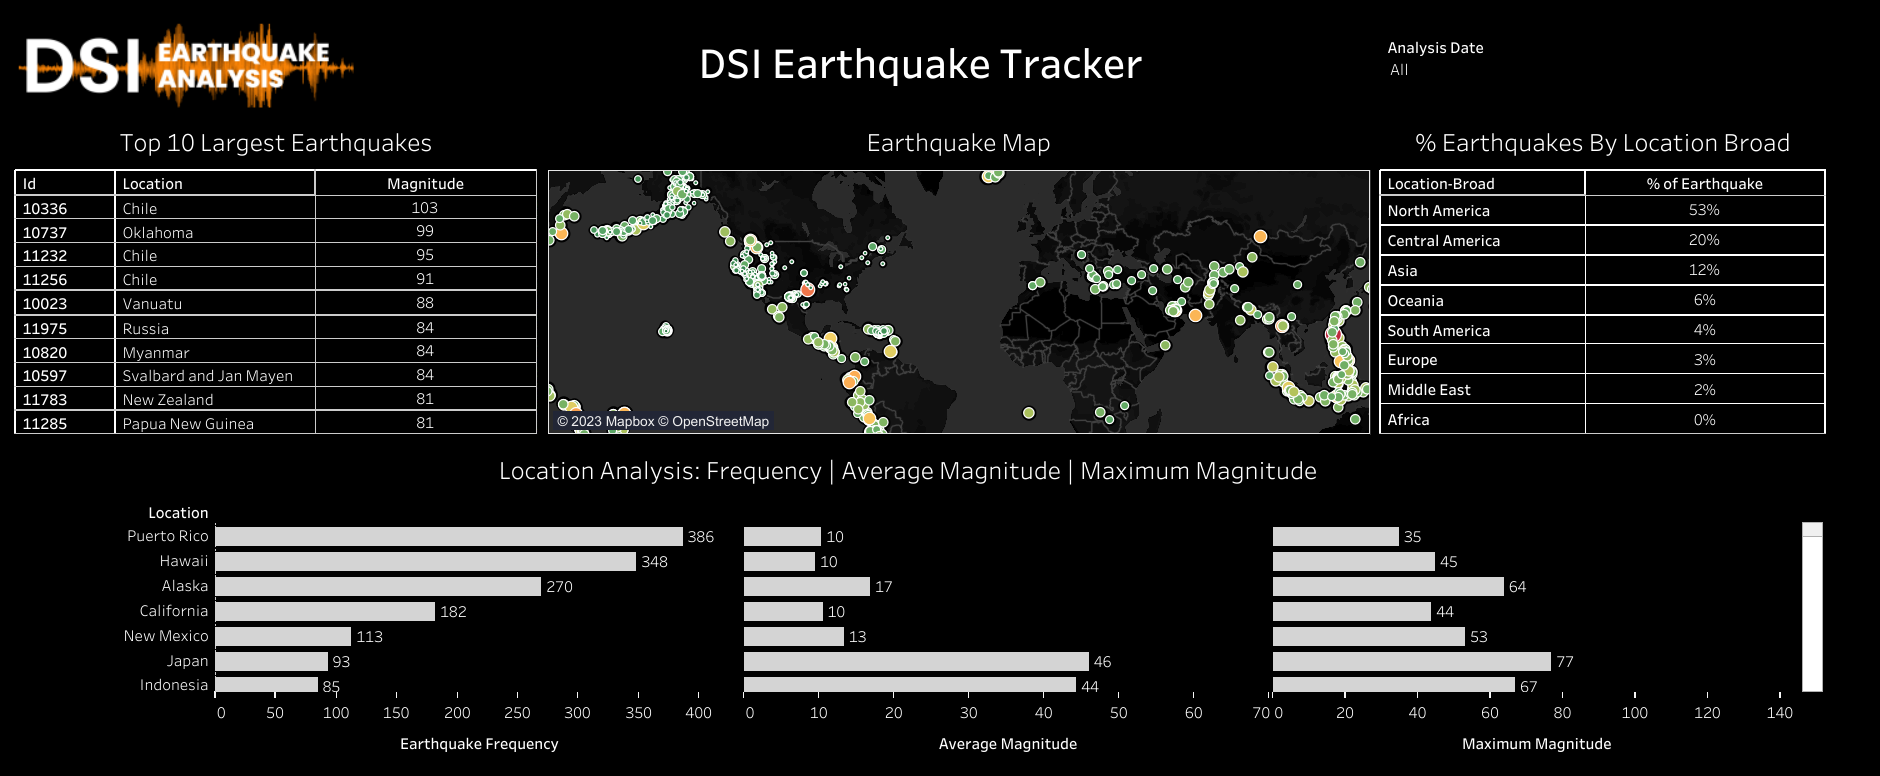 DSI EARTHQUAKE ANALYSIS
DSI Earthquake Tracker
Analysis Date
All
Top 10 Largest Earthquakes
Id Location Magnitude
10336 Chile 103
10737 Oklahoma 99
11232 Chile 95
11256 Chile 91
10023 Vanuatu 88
11975 Russia 84
10820 Myanmar 84
10597 Svalbard and Jan Mayen 84
11783 New Zealand 81
11285 Papua New Guinea 81
Earthquake Map
© 2023 Mapbox © OpenStreetMap
% Earthquakes By Location Broad
Location-Broad % of Earthquake
North America 53%
Central America 20%
Asia 12%
Oceania 6%
South America 4%
Europe 3%
Middle East 2%
Africa 0%
Location Analysis: Frequency | Average Magnitude | Maximum Magnitude
Location
Puerto Rico 386 10 35
Hawaii 348 10 45
Alaska 270 17 64
California 182 10 44
New Mexico 113 13 53
Japan 93 46 77
Indonesia 85 44 67
0 50 100 150 200 250 300 350 400 0 10 20 30 40 50 60 70 0 20 40 60 80 100 120 140
Earthquake Frequency Average Magnitude Maximum Magnitude